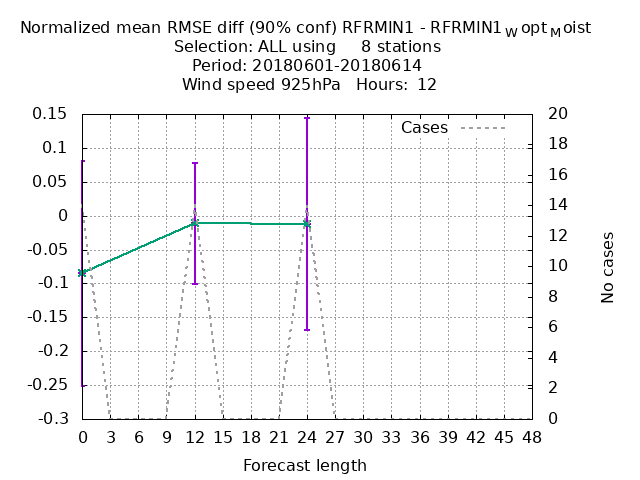 Normalized mean RMSE diff (90% conf) RFRMIN1 - RFRMIN1WoptMoist
Selection: ALL using 8 stations
Period: 20180601-20180614
Wind speed 925hPa Hours: 12
Cases
0.15
0.1
0.05
0
-0.05
-0.1
-0.15
-0.2
-0.25
-0.3
20
18
16
14
12
10
8
6
4
2
0
No cases
0 3 6 9 12 15 18 21 24 27 30 33 36 39 42 45 48
Forecast length